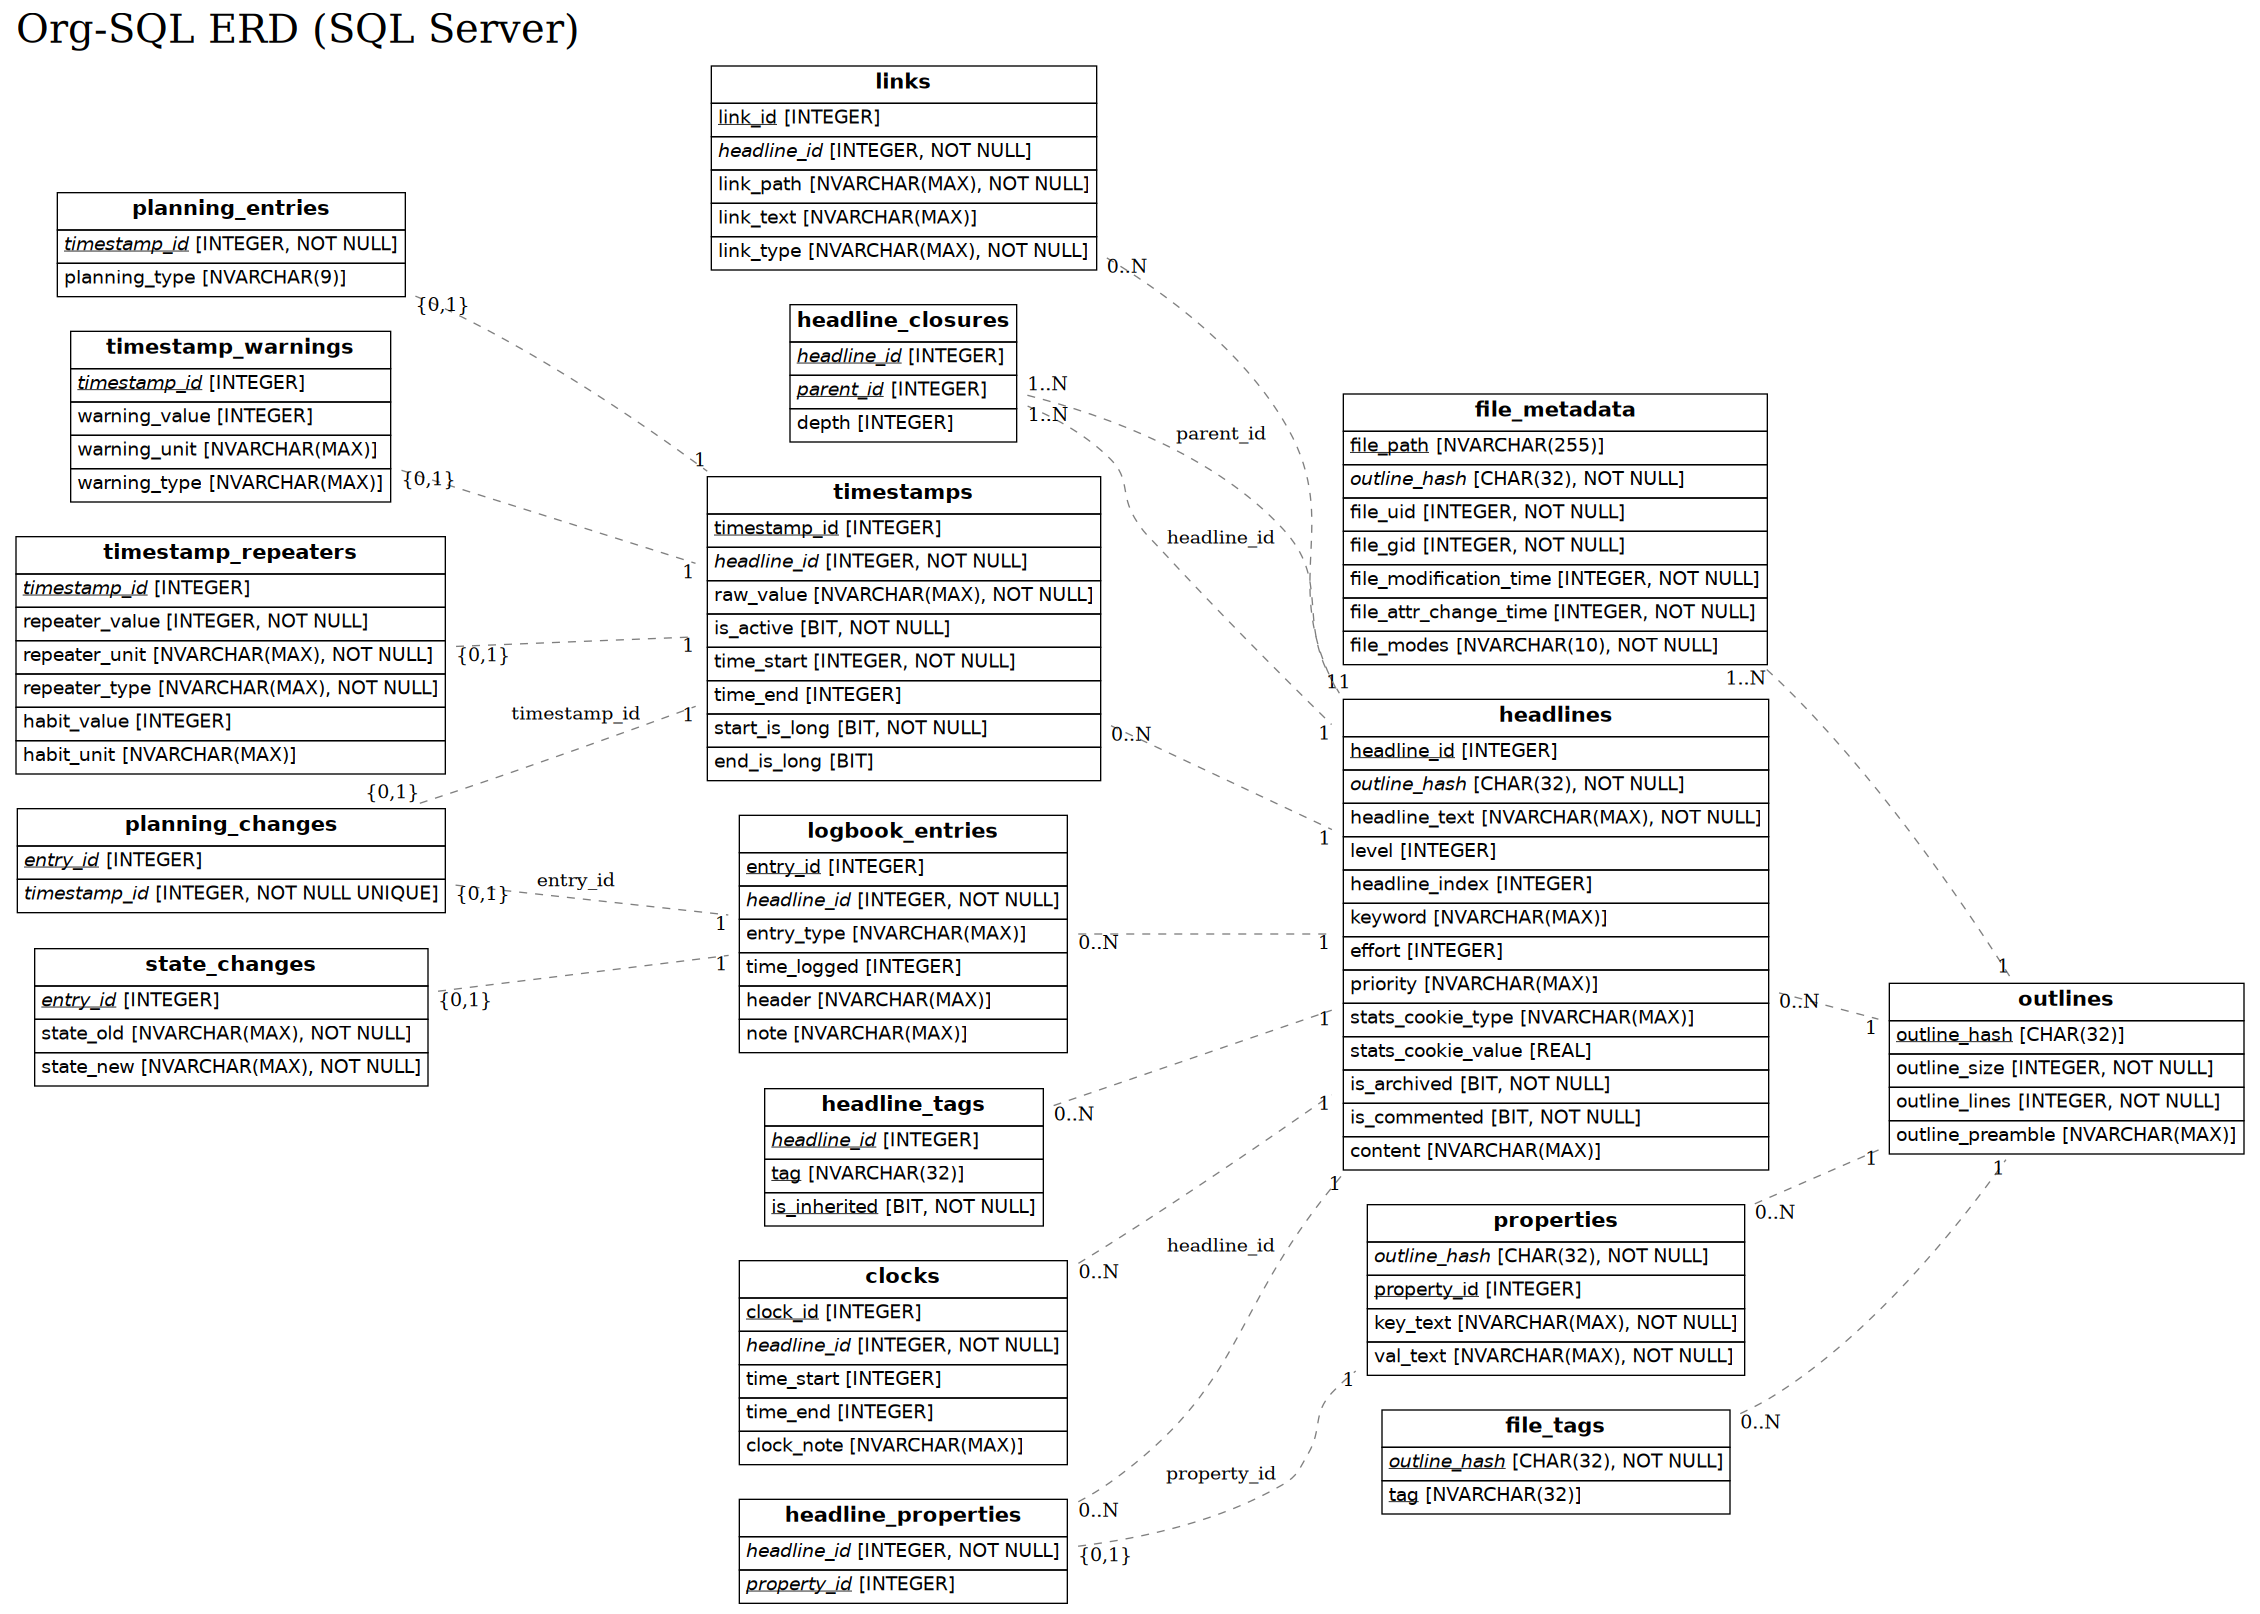 Org-SQL ERD (SQL Server)
links
link_id [INTEGER]
headline_id [INTEGER, NOT NULL]
link_path [NVARCHAR(MAX), NOT NULL]
link_text [NVARCHAR(MAX)]
link_type [NVARCHAR(MAX), NOT NULL]
0..N
planning_entries
timestamp_id [INTEGER, NOT NULL]
planning_type [NVARCHAR(9)]
{0,1}
1
timestamp_warnings
timestamp_id [INTEGER]
warning_value [INTEGER]
warning_unit [NVARCHAR(MAX)]
warning_type [NVARCHAR(MAX)]
{0,1}
1
headline_closures
headline_id [INTEGER]
parent_id [INTEGER]
depth [INTEGER]
1..N
1..N
parent_id
headline_id
11
1
timestamp_repeaters
timestamp_id [INTEGER]
repeater_value [INTEGER, NOT NULL]
repeater_unit [NVARCHAR(MAX), NOT NULL]
repeater_type [NVARCHAR(MAX), NOT NULL]
habit_value [INTEGER]
habit_unit [NVARCHAR(MAX)]
{0,1}
1
timestamps
timestamp_id [INTEGER]
headline_id [INTEGER, NOT NULL]
raw_value [NVARCHAR(MAX), NOT NULL]
is_active [BIT, NOT NULL]
time_start [INTEGER, NOT NULL]
time_end [INTEGER]
start_is_long [BIT, NOT NULL]
end_is_long [BIT]
0..N
1
file_metadata
file_path [NVARCHAR(255)]
outline_hash [CHAR(32), NOT NULL]
file_uid [INTEGER, NOT NULL]
file_gid [INTEGER, NOT NULL]
file_modification_time [INTEGER, NOT NULL]
file_attr_change_time [INTEGER, NOT NULL]
file_modes [NVARCHAR(10), NOT NULL]
1..N
1
timestamp_id
1
{0,1}
planning_changes
entry_id [INTEGER]
timestamp_id [INTEGER, NOT NULL UNIQUE]
{0,1}
entry_id
1
state_changes
entry_id [INTEGER]
state_old [NVARCHAR(MAX), NOT NULL]
state_new [NVARCHAR(MAX), NOT NULL]
{0,1}
1
logbook_entries
entry_id [INTEGER]
headline_id [INTEGER, NOT NULL]
entry_type [NVARCHAR(MAX)]
time_logged [INTEGER]
header [NVARCHAR(MAX)]
note [NVARCHAR(MAX)]
0..N
1
headlines
headline_id [INTEGER]
outline_hash [CHAR(32), NOT NULL]
headline_text [NVARCHAR(MAX), NOT NULL]
level [INTEGER]
headline_index [INTEGER]
keyword [NVARCHAR(MAX)]
effort [INTEGER]
priority [NVARCHAR(MAX)]
stats_cookie_type [NVARCHAR(MAX)]
stats_cookie_value [REAL]
is_archived [BIT, NOT NULL]
is_commented [BIT, NOT NULL]
content [NVARCHAR(MAX)]
0..N
1
outlines
outline_hash [CHAR(32)]
outline_size [INTEGER, NOT NULL]
outline_lines [INTEGER, NOT NULL]
outline_preamble [NVARCHAR(MAX)]
1
1
headline_tags
headline_id [INTEGER]
tag [NVARCHAR(32)]
is_inherited [BIT, NOT NULL]
0..N
1
clocks
clock_id [INTEGER]
headline_id [INTEGER, NOT NULL]
time_start [INTEGER]
time_end [INTEGER]
clock_note [NVARCHAR(MAX)]
0..N
1
properties
outline_hash [CHAR(32), NOT NULL]
property_id [INTEGER]
key_text [NVARCHAR(MAX), NOT NULL]
val_text [NVARCHAR(MAX), NOT NULL]
0..N
1
file_tags
outline_hash [CHAR(32), NOT NULL]
tag [NVARCHAR(32)]
0..N
headline_properties
headline_id [INTEGER, NOT NULL]
property_id [INTEGER]
0..N
headline_id
1
{0,1}
property_id